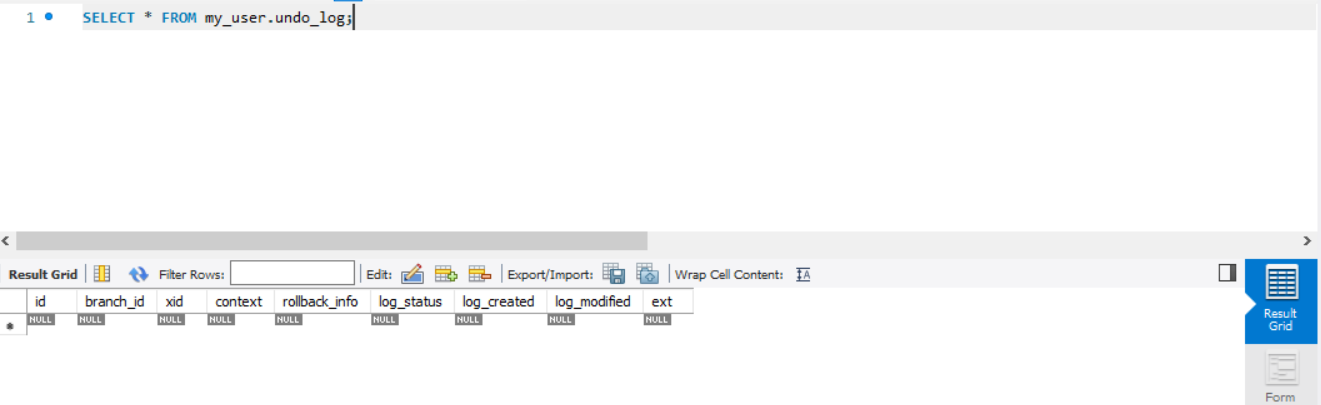 1 SELECT * FROM my_user.undo_log;
Result Grid Filter Rows: Edit: Export/Import: Wrap Cell Content:
id branch_id xid context rollback_info log_status log_created log_modified ext
NULL NULL NULL NULL NULL NULL NULL NULL NULL
Result
Grid
Form